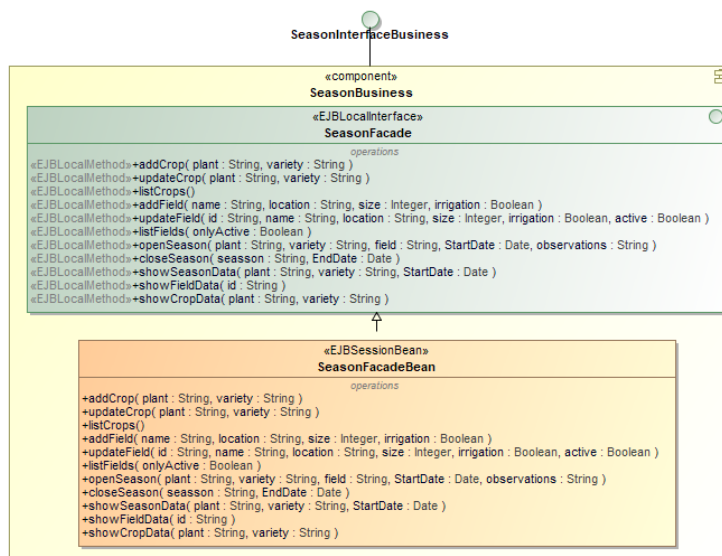 SeasonInterfaceBusiness
«component»
SeasonBusiness
«EJBLocalInterface»
SeasonFacade
operations
«EJBLocalMethod»+addCrop( plant : String, variety : String )
«EJBLocalMethod»+updateCrop( plant : String, variety : String )
«EJBLocalMethod»+listCrops()
«EJBLocalMethod»+addField( name : String, location : String, size : Integer, irrigation : Boolean )
«EJBLocalMethod»+updateField( id : String, name : String, location : String, size : Integer, irrigation : Boolean, active : Boolean )
«EJBLocalMethod»+listFields( onlyActive : Boolean )
«EJBLocalMethod»+openSeason( plant : String, variety : String, field : String, StartDate : Date, observations : String )
«EJBLocalMethod»+closeSeason( seasson : String, EndDate : Date )
«EJBLocalMethod»+showSeasonData( plant : String, variety : String, StartDate : Date )
«EJBLocalMethod»+showFieldData( id : String )
«EJBLocalMethod»+showCropData( plant : String, variety : String )
«EJBSessionBean»
SeasonFacadeBean
operations
+addCrop( plant : String, variety : String )
+updateCrop( plant : String, variety : String )
+listCrops()
+addField( name : String, location : String, size : Integer, irrigation : Boolean )
+updateField( id : String, name : String, location : String, size : Integer, irrigation : Boolean, active : Boolean )
+listFields( onlyActive : Boolean )
+openSeason( plant : String, variety : String, field : String, StartDate : Date, observations : String )
+closeSeason( seasson : String, EndDate : Date )
+showSeasonData( plant : String, variety : String, StartDate : Date )
+showFieldData( id : String )
+showCropData( plant : String, variety : String )